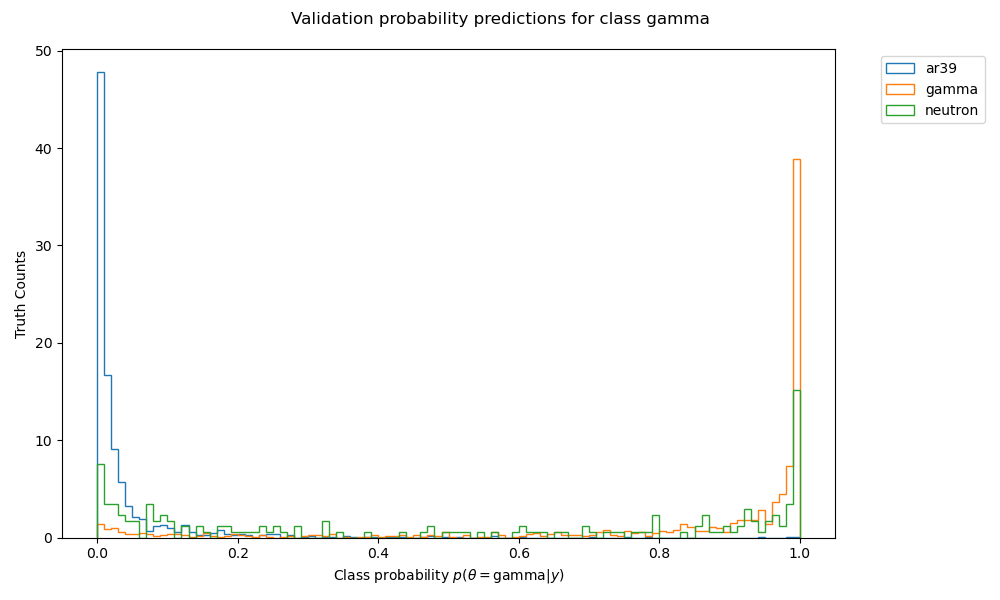 Validation probability predictions for class gamma
50
40
30
20
10
0
Truth Counts
0.0 0.2 0.4 0.6 0.8 1.0
Class probability p(θ = gamma|y)
ar39
gamma
neutron